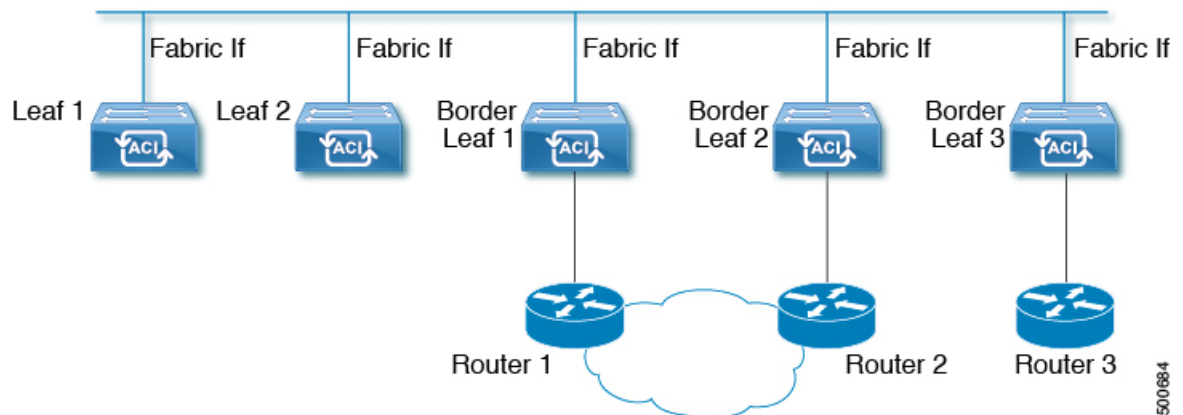 Fabric If
Fabric If
Fabric If
Fabric If
Fabric If
Leaf 1
Leaf 2
Border
Leaf 1
Border
Leaf 2
Border
Leaf 3
ACI
ACI
ACI
ACI
ACI
Router 1
Router 2
Router 3
500684